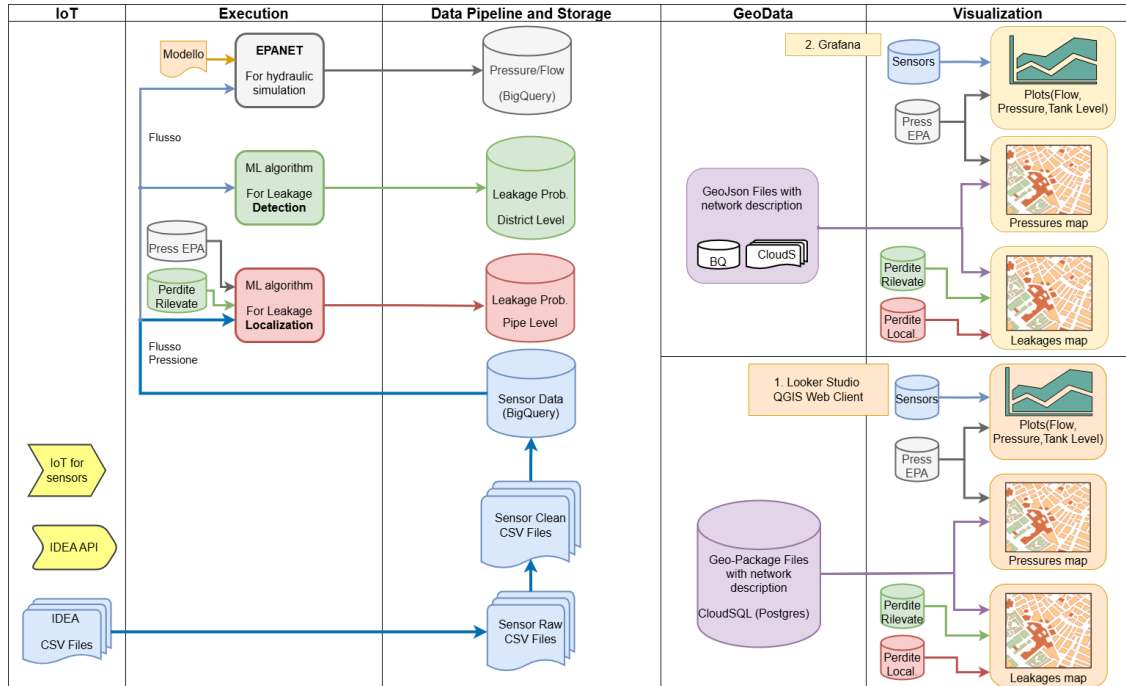 IoT
Execution
Data Pipeline and Storage
GeoData
Visualization
Modello
EPANET
For hydraulic
simulation
Pressure/Flow
(BigQuery)
Flusso
ML algorithm
For Leakage
Detection
Leakage Prob.
District Level
Press EPA
Perdite
Rilevate
ML algorithm
For Leakage
Localization
Leakage Prob.
Pipe Level
Flusso
Pressione
Sensor Data
(BigQuery)
IoT for
sensors
IDEA API
Sensor Clean
CSV Files
IDEA
CSV Files
Sensor Raw
CSV Files
2. Grafana
Sensors
Plots(Flow,
Pressure,Tank Level)
Press
EPA
GeoJson Files with
network description
BQ
CloudS
Pressures map
Perdite
Rilevate
Perdite
Local.
Leakages map
1. Looker Studio
QGIS Web Client
Sensors
Plots(Flow,
Pressure,Tank Level)
Press
EPA
Geo-Package Files
with network
description
CloudSQL (Postgres)
Pressures map
Perdite
Rilevate
Perdite
Local.
Leakages map